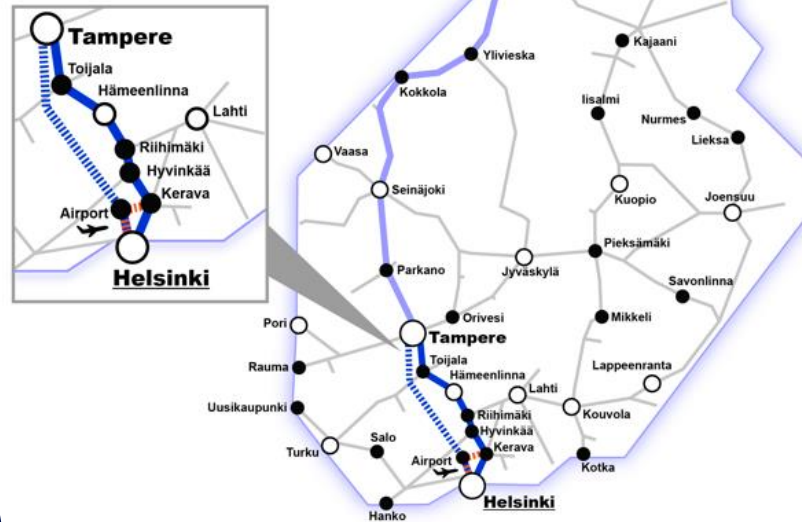 Tampere
Toijala
Hämeenlinna
Lahti
Riihimäki
Hyvinkää
Kerava
Airport
Helsinki
Ylivieska
Kajaani
Kokkola
Iisalmi
Nurmes
Lieksa
Vaasa
Seinäjoki
Kuopio
Joensuu
Parkano
Jyväskylä
Pieksämäki
Savonlinna
Pori
Orivesi
Tampere
Mikkeli
Rauma
Toijala
Hämeenlinna
Lahti
Lappeenranta
Uusikaupunki
Riihimäki
Kouvola
Hyvinkää
Turku
Salo
Kerava
Airport
Kotka
Helsinki
Hanko